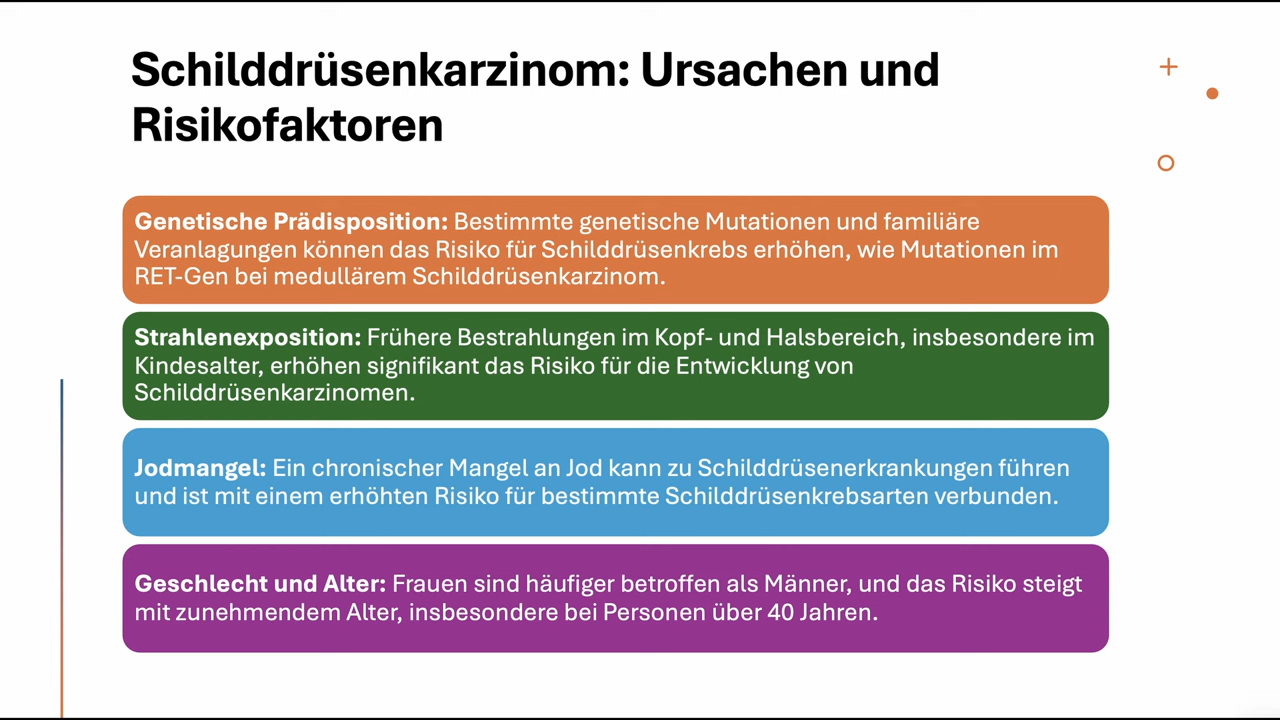 Schilddrüsenkarzinom: Ursachen und
Risikofaktoren
Genetische Prädisposition: Bestimmte genetische Mutationen und familiäre
Veranlagungen können das Risiko für Schilddrüsenkrebs erhöhen, wie Mutationen im
RET-Gen bei medullärem Schilddrüsenkarzinom.
Strahlenexposition: Frühere Bestrahlungen im Kopf- und Halsbereich, insbesondere im
Kindesalter, erhöhen signifikant das Risiko für die Entwicklung von
Schilddrüsenkarzinomen.
Jodmangel: Ein chronischer Mangel an Jod kann zu Schilddrüsenerkrankungen führen
und ist mit einem erhöhten Risiko für bestimmte Schilddrüsenkrebsarten verbunden.
Geschlecht und Alter: Frauen sind häufiger betroffen als Männer, und das Risiko steigt
mit zunehmendem Alter, insbesondere bei Personen über 40 Jahren.